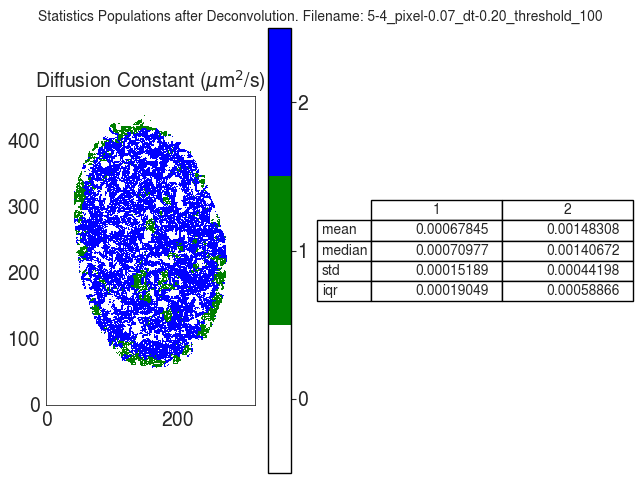 Statistics Populations after Deconvolution. Filename: 5-4_pixel-0.07_dt-0.20_threshold_100
Diffusion Constant (μm²/s)
400
300
200
100
0
0 200
2
1
0
1 2
mean 0.00067845 0.00148308
median 0.00070977 0.00140672
std 0.00015189 0.00044198
iqr 0.00019049 0.00058866